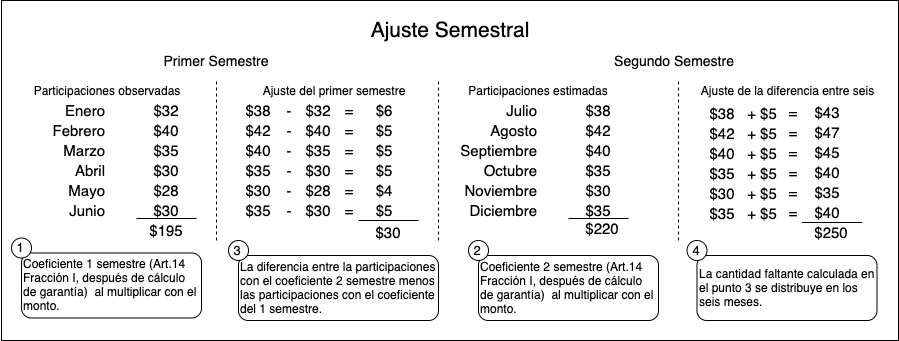 Ajuste Semestral
Primer Semestre
Segundo Semestre
Participaciones observadas
Enero $32
Febrero $40
Marzo $35
Abril $30
Mayo $28
Junio $30
$195
Ajuste del primer semestre
$38 - $32 = $6
$42 - $40 = $5
$40 - $35 = $5
$35 - $30 = $5
$30 - $28 = $4
$35 - $30 = $5
$30
Participaciones estimadas
Julio $38
Agosto $42
Septiembre $40
Octubre $35
Noviembre $30
Diciembre $35
$220
Ajuste de la diferencia entre seis
$38 + $5 = $43
$42 + $5 = $47
$40 + $5 = $45
$35 + $5 = $40
$30 + $5 = $35
$35 + $5 = $40
$250
1
Coeficiente 1 semestre (Art.14
Fracción I, después de cálculo
de garantía) al multiplicar con el
monto.
3
La diferencia entre la participaciones
con el coeficiente 2 semestre menos
las participaciones con el coeficiente
del 1 semestre.
2
Coeficiente 2 semestre (Art.14
Fracción I, después de cálculo
de garantía) al multiplicar con el
monto.
4
La cantidad faltante calculada en
el punto 3 se distribuye en los
seis meses.